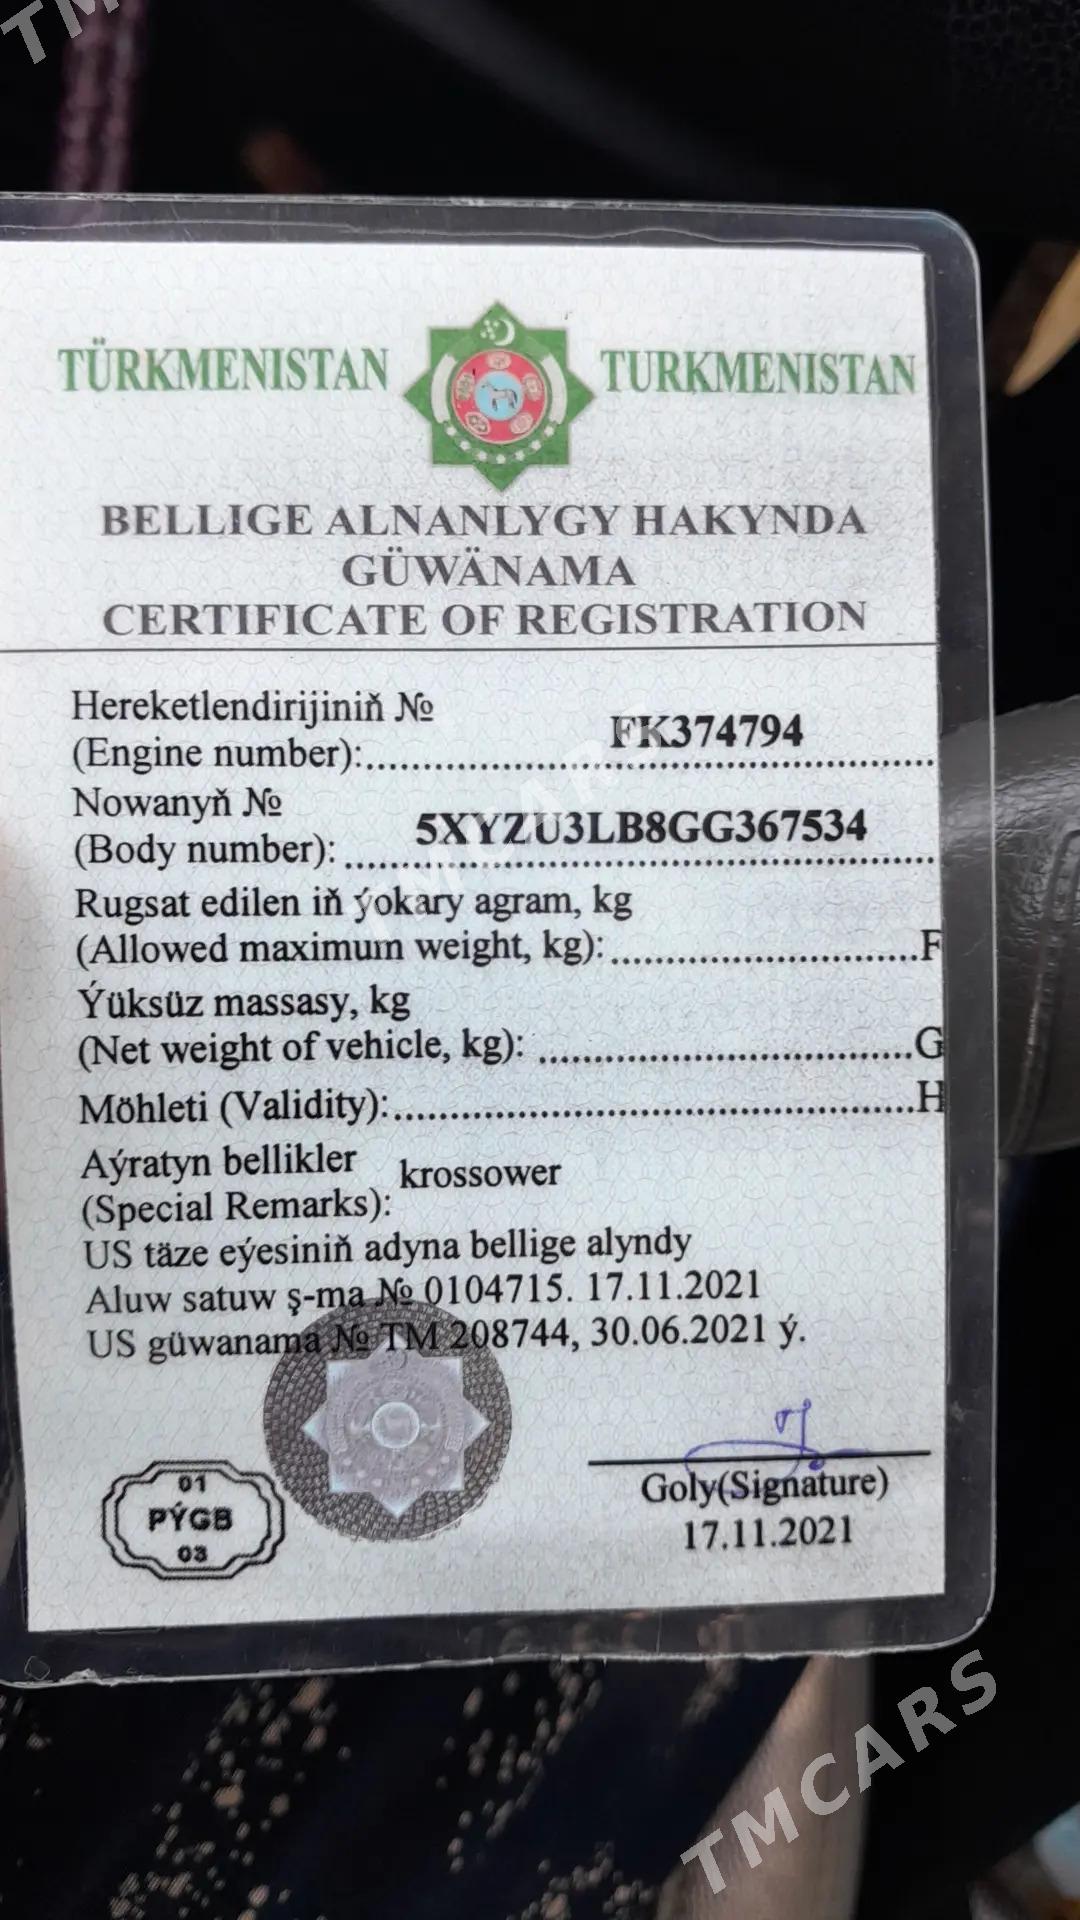 TM
TÜRKMENISTAN TURKMENISTAN
BELLIGE ALNANLYGY HAKYNDA
GÜWÄNAMA
CERTIFICATE OF REGISTRATION
Hereketlendirijiniň №
(Engine number):........................................ FK374794
Nowanyň №
(Body number): ........................................ 5XYZU3LB8GG367534
Rugsat edilen iň ýokary agram, kg
(Allowed maximum weight, kg):...........................F
Ýüksüz massasy, kg
(Net weight of vehicle, kg): .................................G
Möhleti (Validity):..............................................H
Aýratyn bellikler krossower
(Special Remarks):
US täze eýesiniň adyna bellige alyndy
Aluw satuw ş-ma № 0104715. 17.11.2021
US güwanama № TM 208744, 30.06.2021 ý.
01
PÝGB
03
Goly(Signature)
17.11.2021
TMCARS
TMCARS